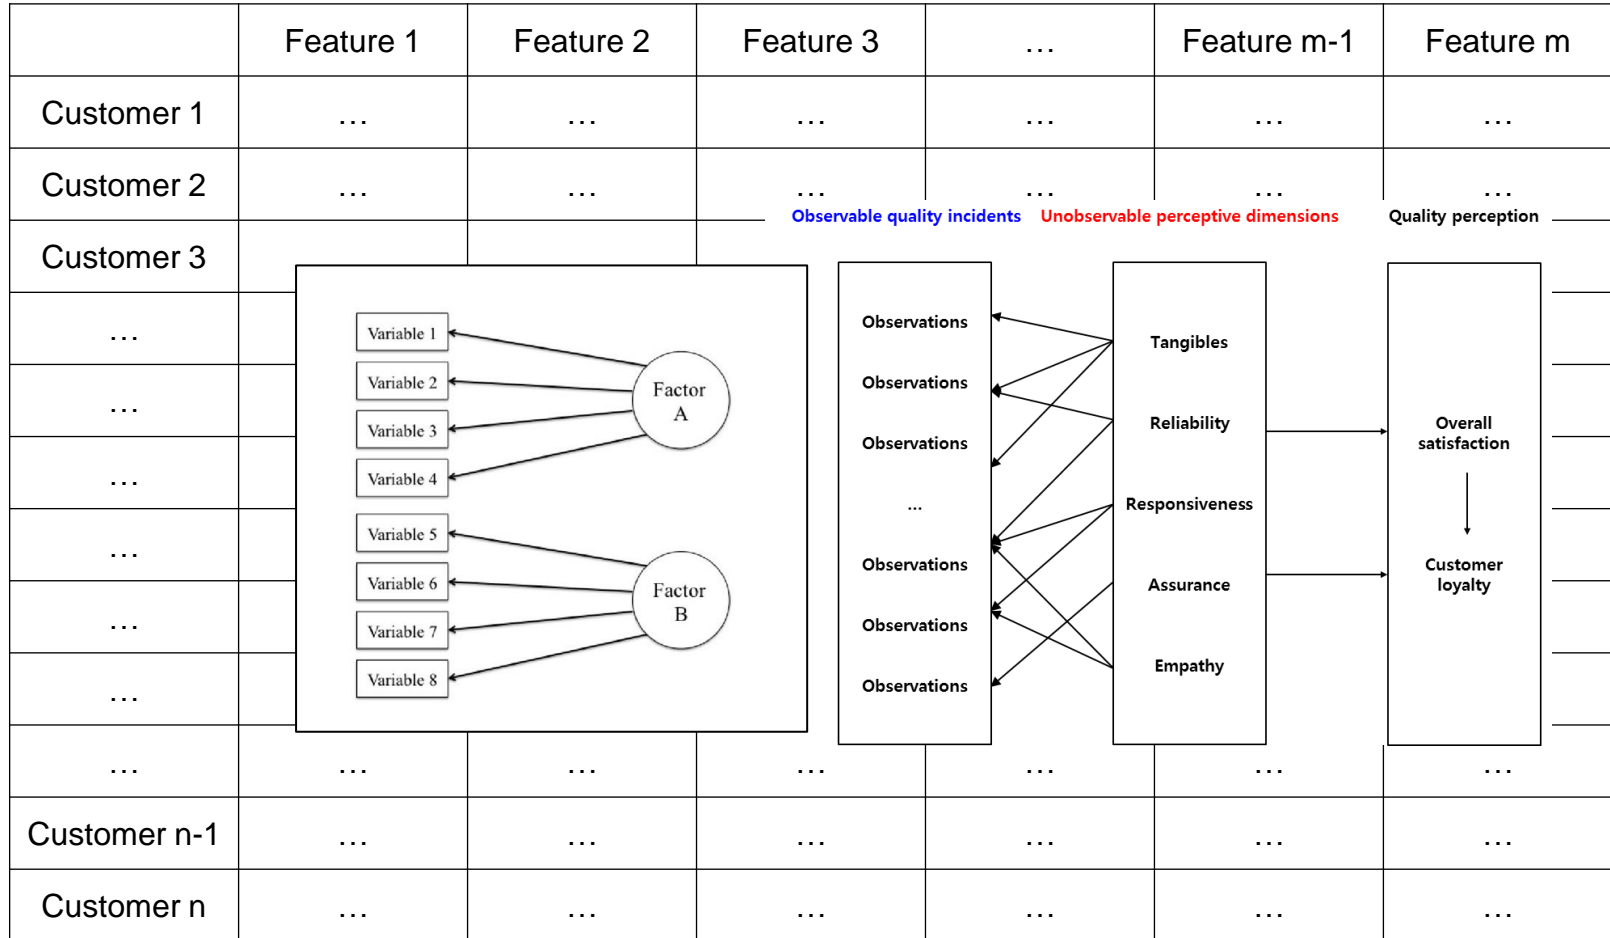 Feature 1 Feature 2 Feature 3 … Feature m-1 Feature m
Customer 1 … … … … … …
Customer 2 … … … … … …
Observable quality incidents Unobservable perceptive dimensions Quality perception
Customer 3
…
…
…
…
…
…
Variable 1
Variable 2
Variable 3
Variable 4
Factor
A
Variable 5
Variable 6
Variable 7
Variable 8
Factor
B
Observations
Observations
Observations
...
Observations
Observations
Observations
Tangibles
Reliability
Responsiveness
Assurance
Empathy
Overall
satisfaction
Customer
loyalty
… … … … … … …
Customer n-1 … … … … … …
Customer n … … … … … …